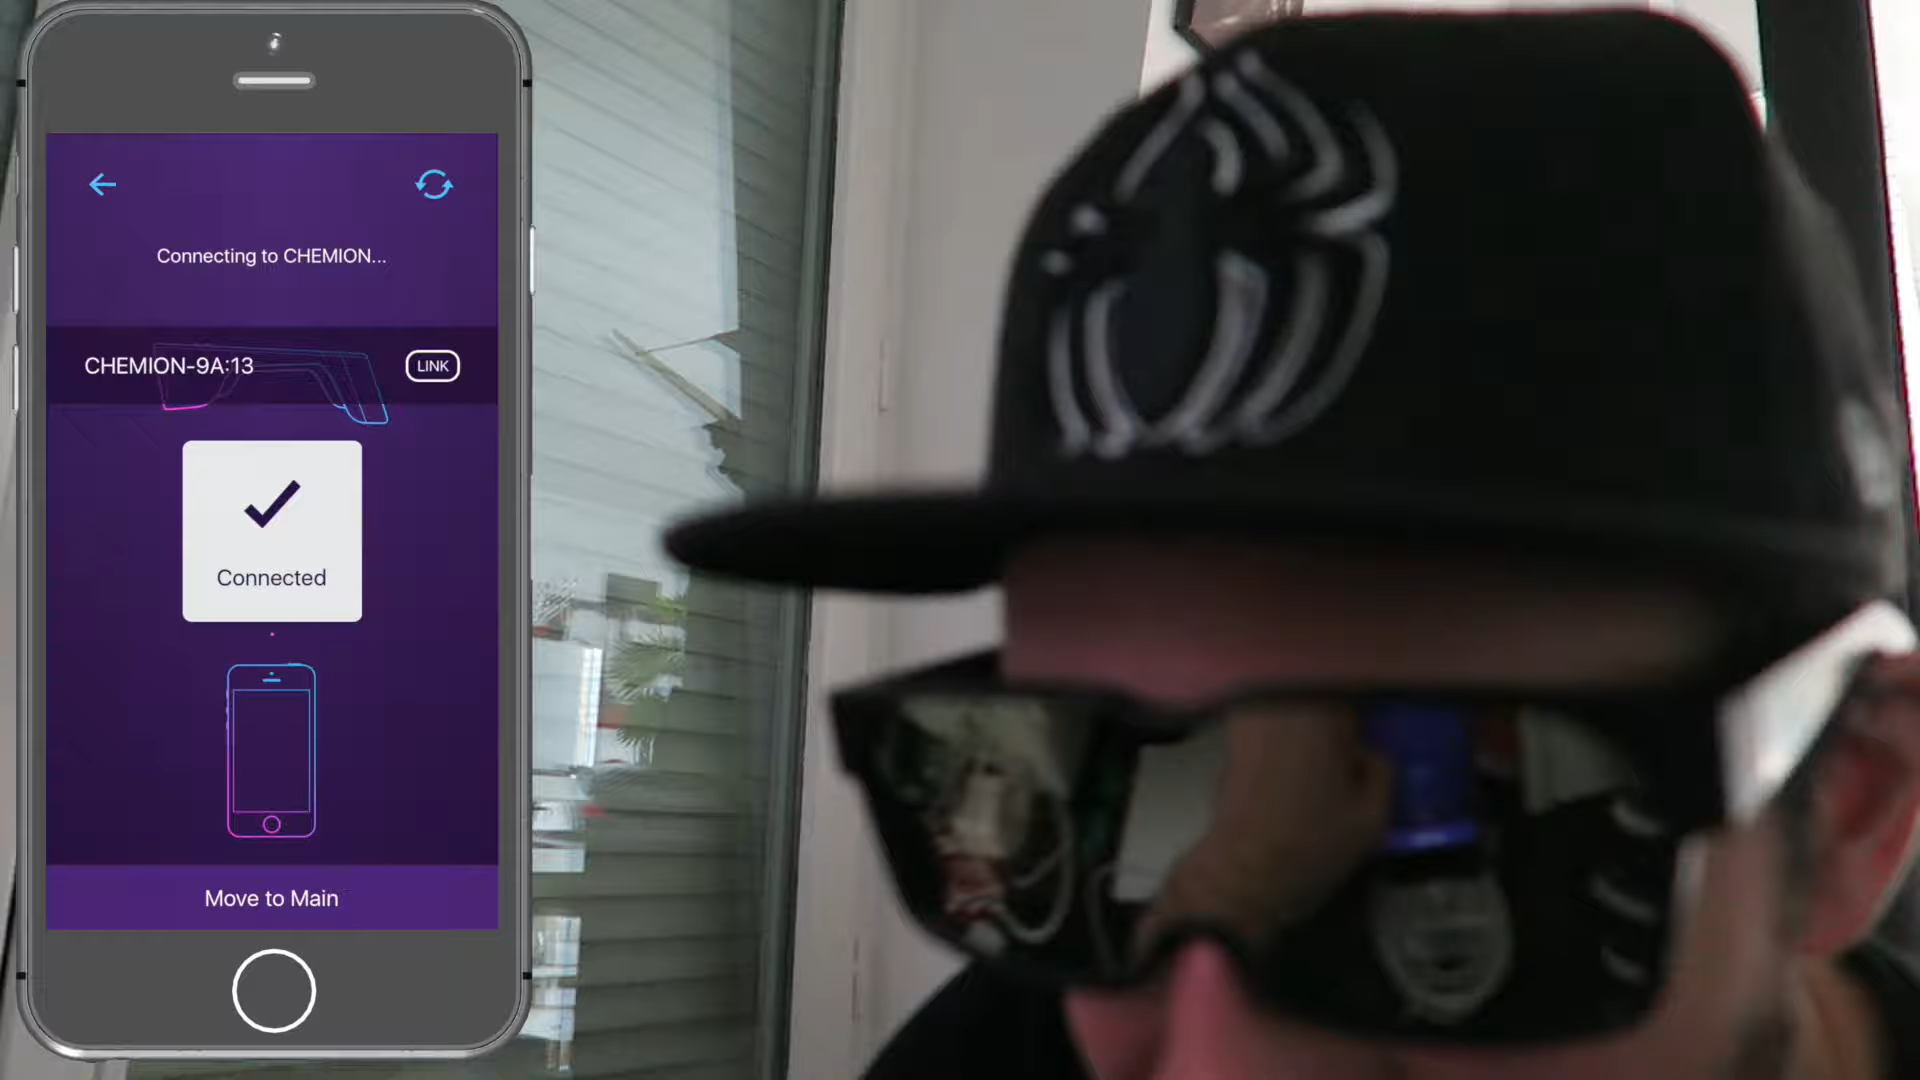 Connecting to CHEMION...
CHEMION-9A:13
LINK
Connected
Move to Main